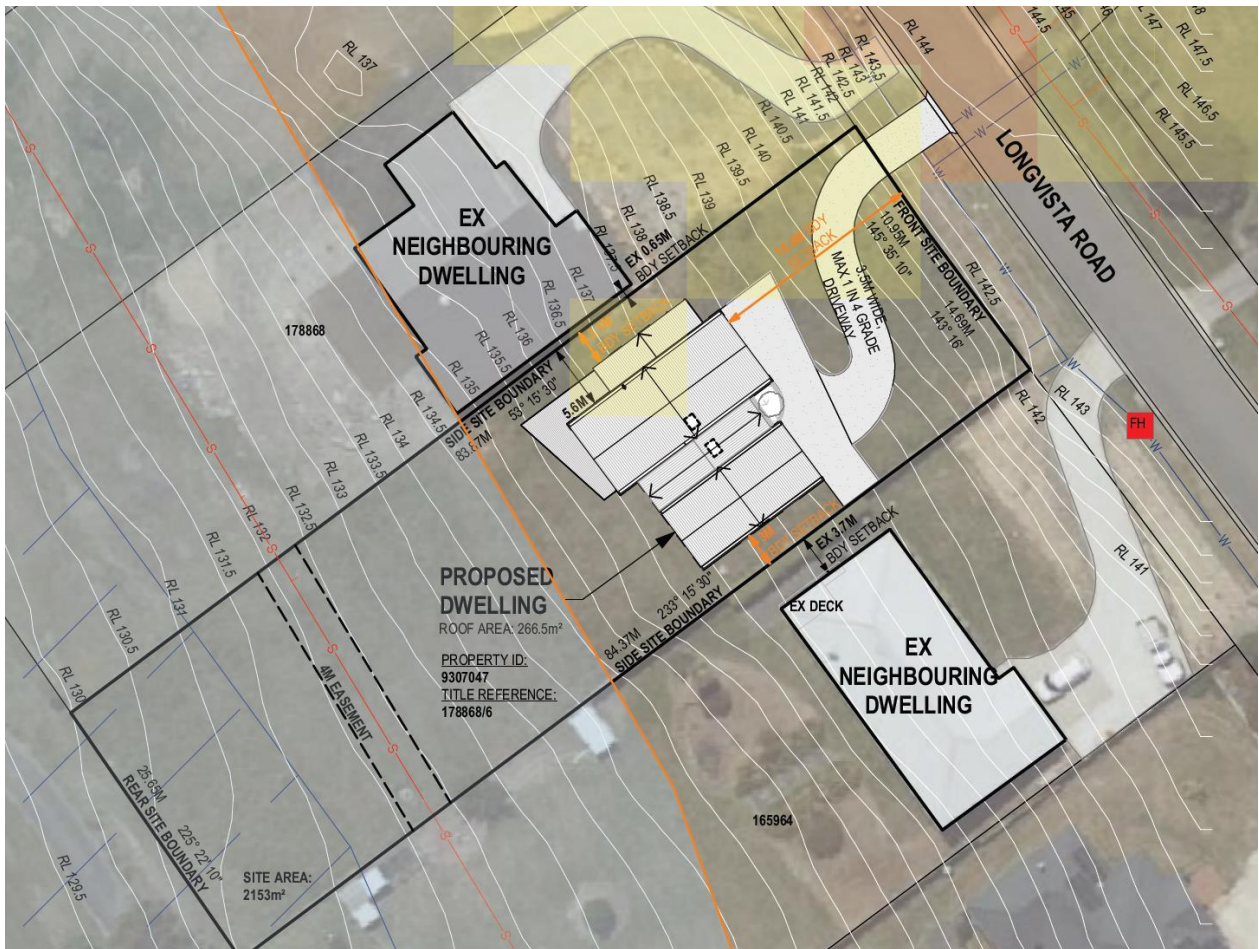 RL 137
RL 143.5
RL 143
RL 142.5
RL 142
RL 141.5
RL 141
RL 140.5
RL 140
RL 139.5
RL 139
RL 138.5
RL 138
RL 144
144.5
RL 147
RL 147.5
RL 146.5
RL 145.5
W
W
W
W
W
W
S
S
S
S
S
S
S
LONGVISTA ROAD
EX
NEIGHBOURING
DWELLING
EX 0.65M
BDY SETBACK
BDY SETBACK
FRONT SITE BOUNDARY
10.95M
145° 35' 10"
14.69M
143° 16'
3.5M WIDE,
MAX 1 IN 4 GRADE
DRIVEWAY
RL 142.5
RL 142
RL 143
FH
RL 141
178868
RL 137
RL 136.5
RL 136
RL 135.5
RL 135
RL 134.5
RL 134
RL 133.5
RL 133
RL 132.5
RL 132
RL 131.5
RL 131
RL 130.5
RL 130
RL 129.5
SIDE SITE BOUNDARY
53° 15' 30"
5.6M
BDY SETBACK
BDY SETBACK
EX 3.7M
BDY SETBACK
PROPOSED
DWELLING
ROOF AREA: 266.5m²
PROPERTY ID:
9307047
TITLE REFERENCE:
178868/6
84.37M
233° 15' 30"
SIDE SITE BOUNDARY
EX DECK
EX
NEIGHBOURING
DWELLING
4M EASEMENT
25.65M
225° 22' 10"
REAR SITE BOUNDARY
SITE AREA:
2153m²
165964